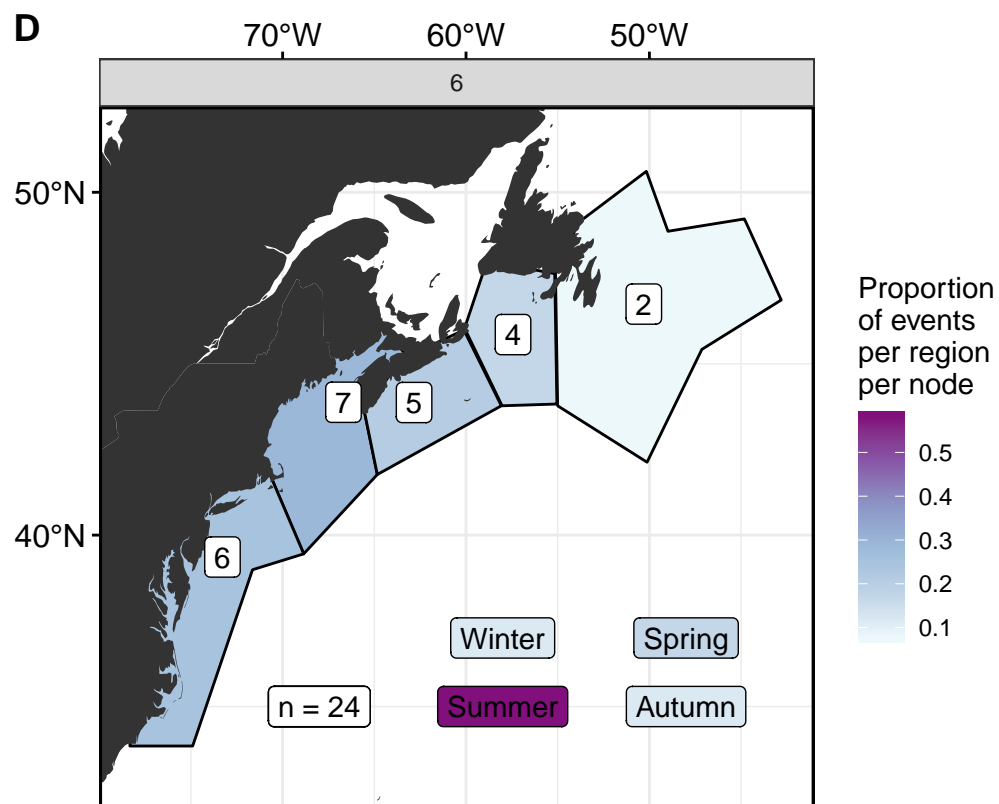 D
70°W 60°W 50°W
6
50°N
40°N
2
4
7
5
6
Winter
Spring
n = 24
Summer
Autumn
Proportion
of events
per region
per node
0.5
0.4
0.3
0.2
0.1